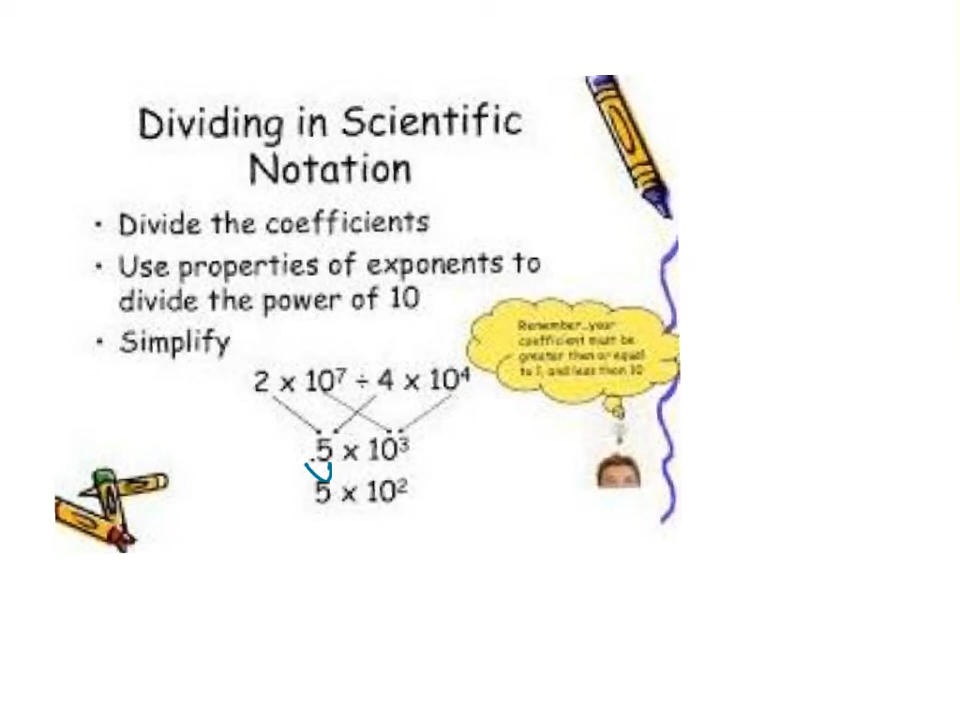 Dividing in Scientific
Notation
• Divide the coefficients
• Use properties of exponents to
divide the power of 10
• Simplify
Remember...your
coefficient must be
greater than or equal
to 1, and less than 10
2 x 10⁷ ÷ 4 x 10⁴
.5 x 10³
5 x 10²